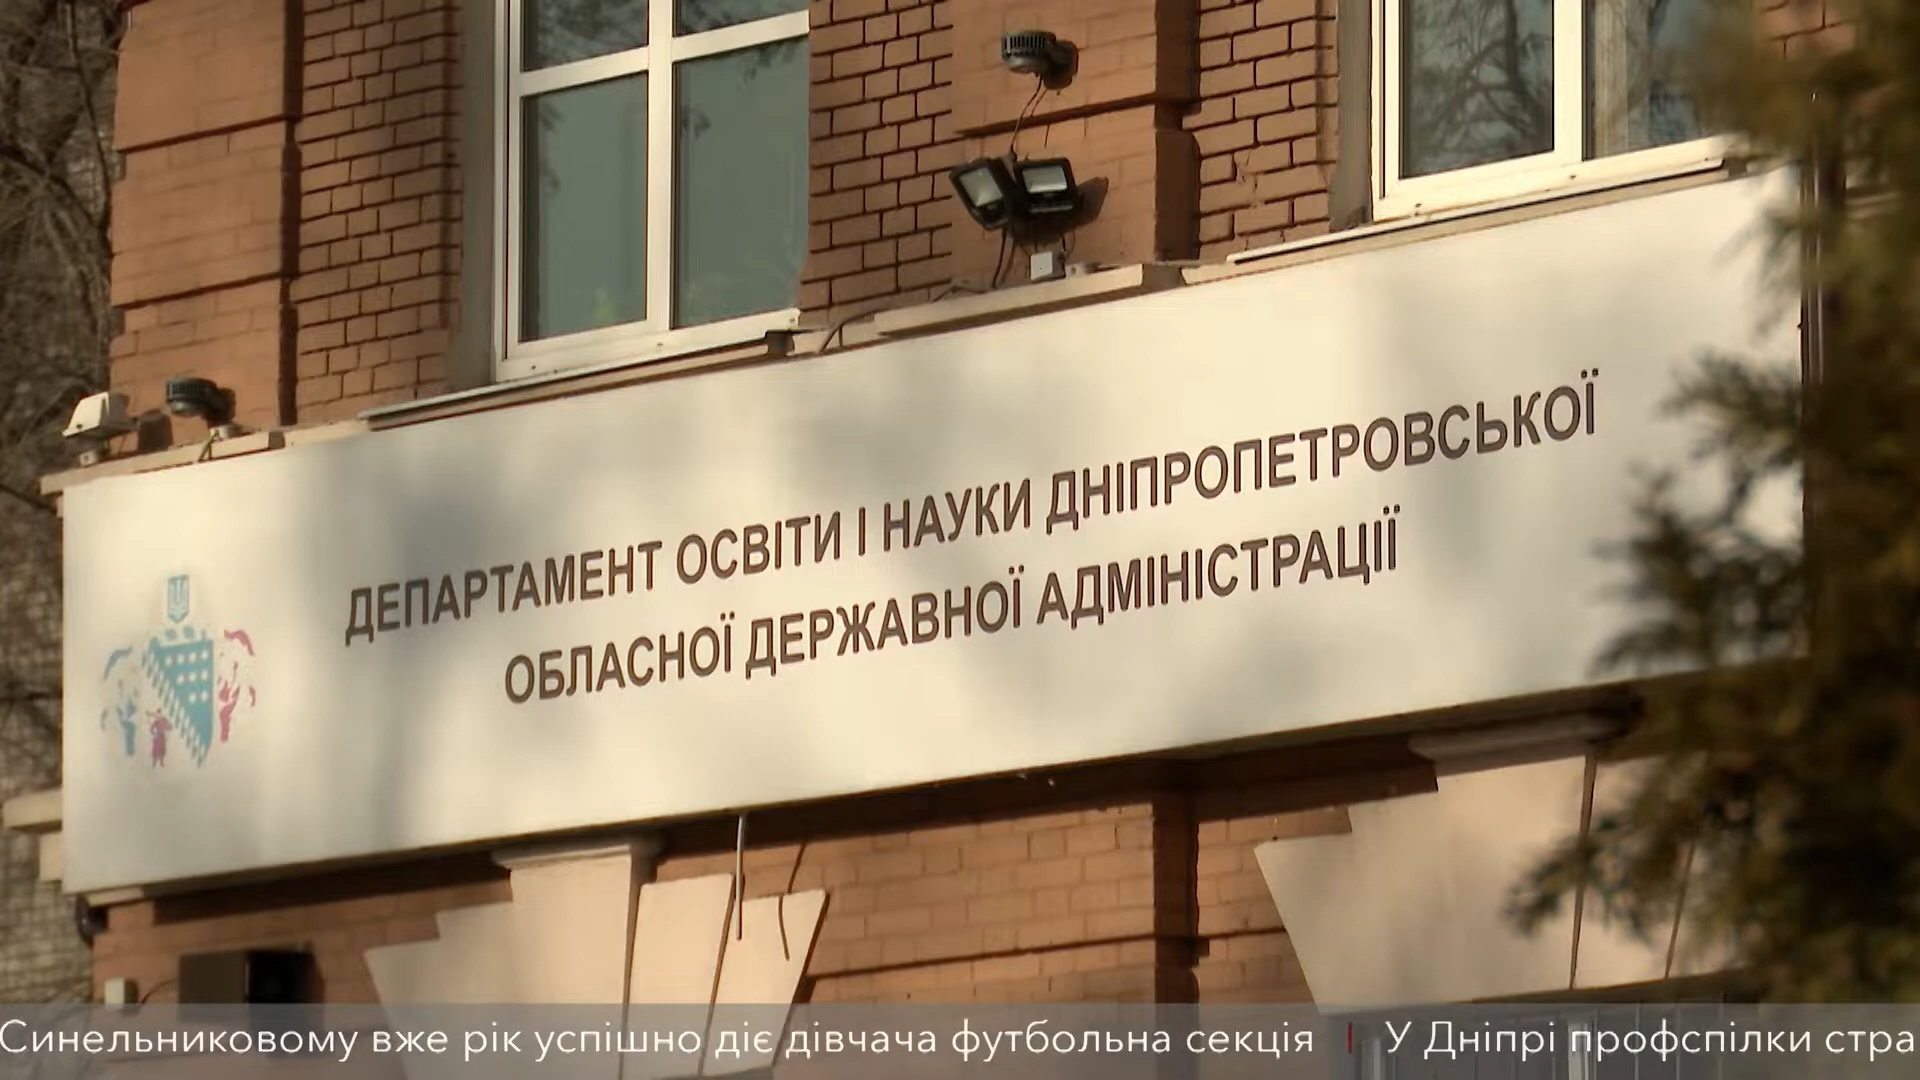 ДЕПАРТАМЕНТ ОСВІТИ І НАУКИ ДНІПРОПЕТРОВСЬКОЇ
ОБЛАСНОЇ ДЕРЖАВНОЇ АДМІНІСТРАЦІЇ
Синельниковому вже рік успішно діє дівчача футбольна секція | У Дніпрі профспілки стра